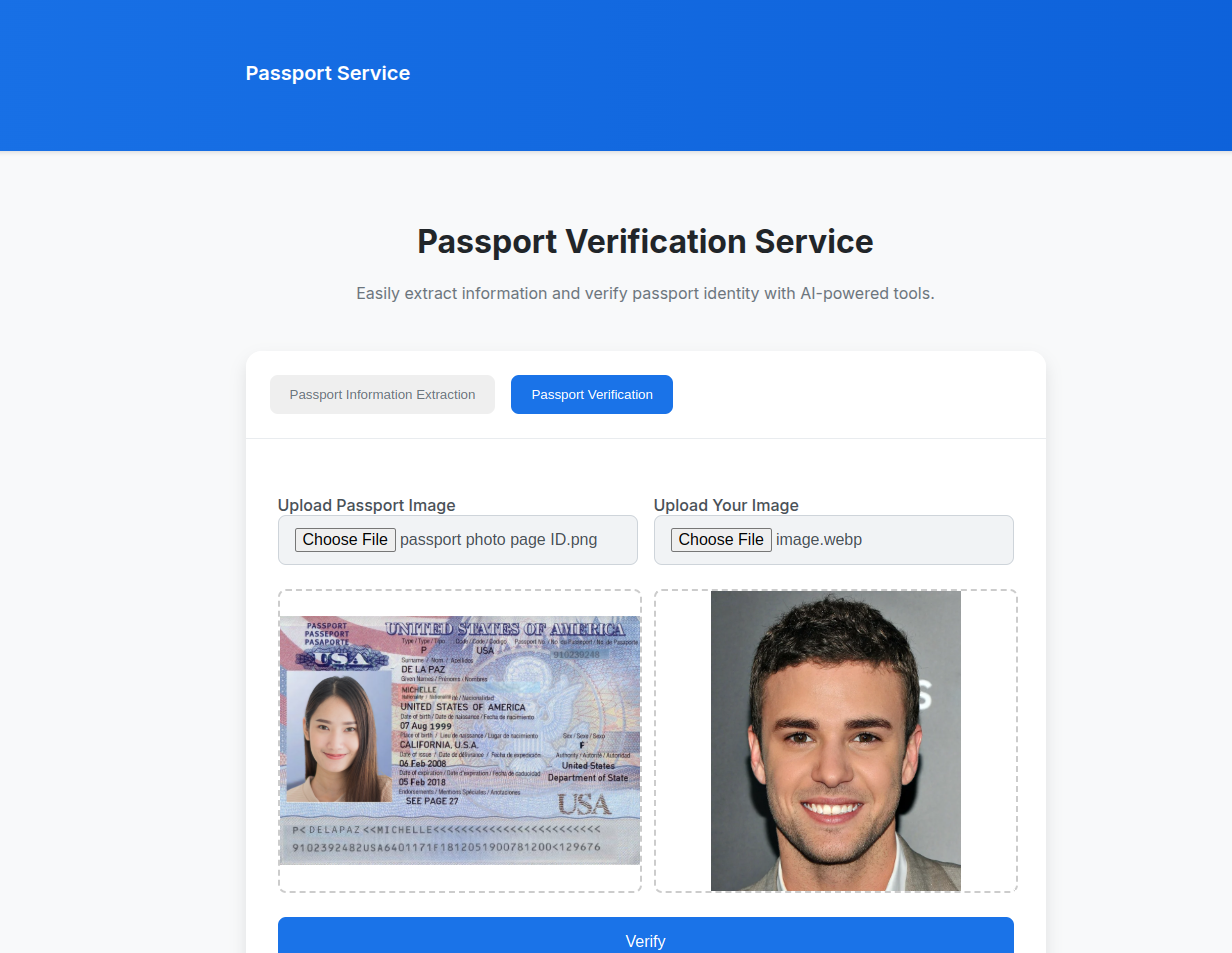 Passport Service
Passport Verification Service
Easily extract information and verify passport identity with AI-powered tools.
Passport Information Extraction
Passport Verification
Upload Passport Image
Choose File passport photo page ID.png
Upload Your Image
Choose File image.webp
PASSPORT
PASSEPORT
PASAPORTE
USA
UNITED STATES OF AMERICA
Type / Type / Tipo
Code / Code / Codigo
Passport No. / No. de Passeport / No. de Pasaporte
P
USA
910239248
Surname / Nom / Apellidos
DE LA PAZ
Given Names / Prénoms / Nombres
MICHELLE
Nationality / Nationalité / Nacionalidad
UNITED STATES OF AMERICA
Date of birth / Date de naissance / Fecha de nacimiento
07 Aug 1999
Place of birth / Lieu de naissance / Lugar de nacimiento
Sex / Sexe / Sexo
CALIFORNIA, U.S.A.
F
Date of issue / Date de délivrance / Fecha de expedición
Authority / Autorité / Autoridad
06 Feb 2008
United States
Date of expiration / Date d'expiration / Fecha de caducidad
Department of State
05 Feb 2018
Endorsements / Mentions Spéciales / Anotaciones
SEE PAGE 27
USA
P<DELAPAZ<<MICHELLE<<<<<<<<<<<<<<<<<<<<<<<<
9102392482USA6401171F1812051900781200<129676
S
Verify